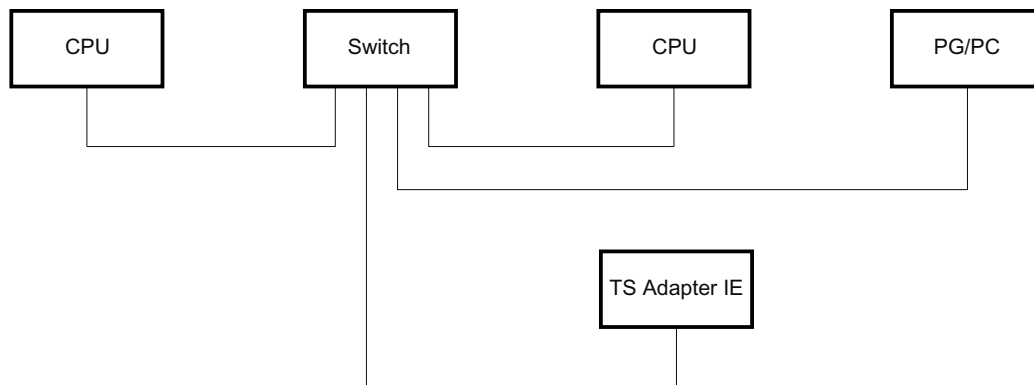 CPU
Switch
CPU
PG/PC
TS Adapter IE